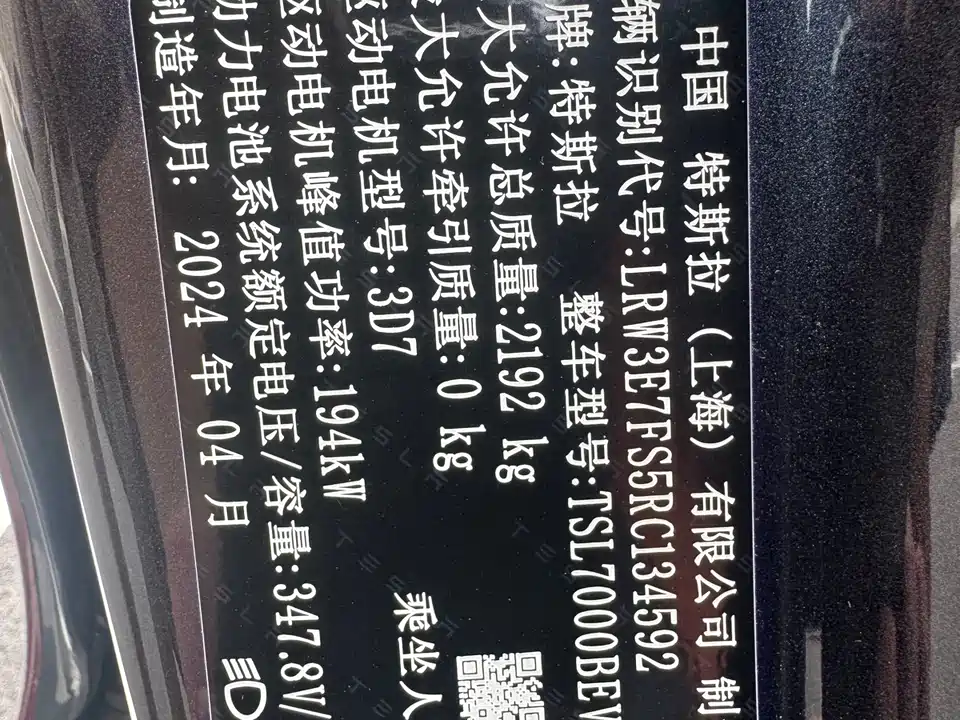 中国 特斯拉（上海）有限公司 制
辆识别代号:LRW3E7FS5RC134592
牌:特斯拉 整车型号:TSL7000BEV
大允许总质量:2192 kg
大允许牵引质量:0 kg
动电机型号:3D7
动电机峰值功率:194kW
力电池系统额定电压/容量:347.8V/
制造年月: 2024 年 04 月
乘坐人
TESL